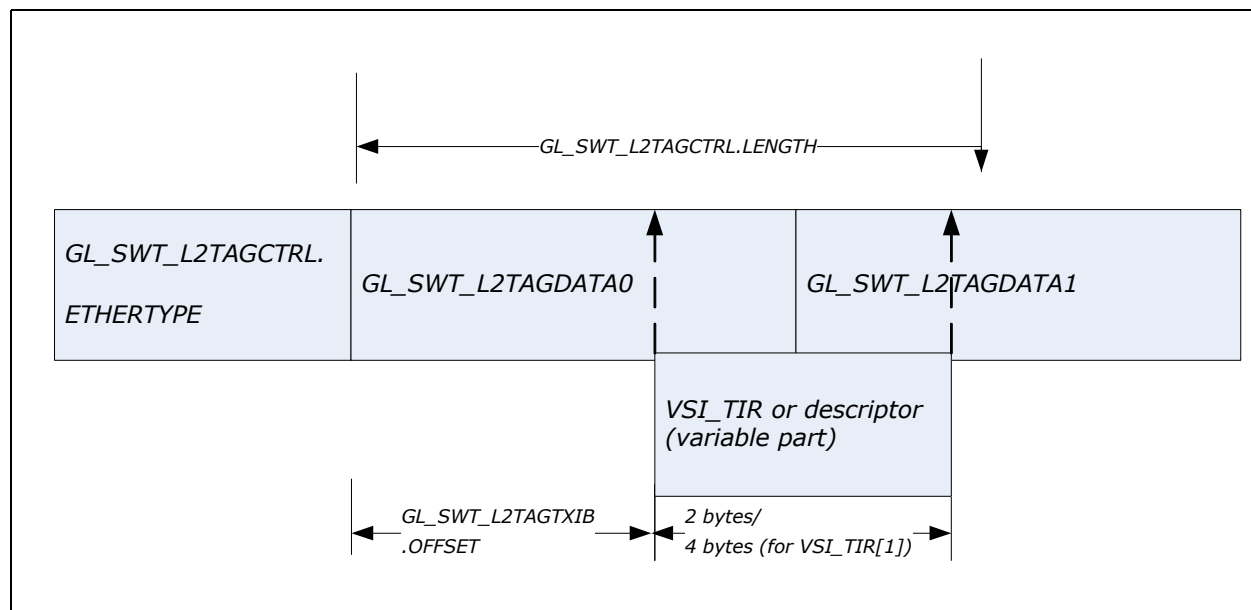 GL_SWT_L2TAGCTRL.LENGTH
GL_SWT_L2TAGCTRL.
ETHERTYPE
GL_SWT_L2TAGDATA0
GL_SWT_L2TAGDATA1
VSI_TIR or descriptor
(variable part)
GL_SWT_L2TAGTXIB
.OFFSET
2 bytes/
4 bytes (for VSI_TIR[1])